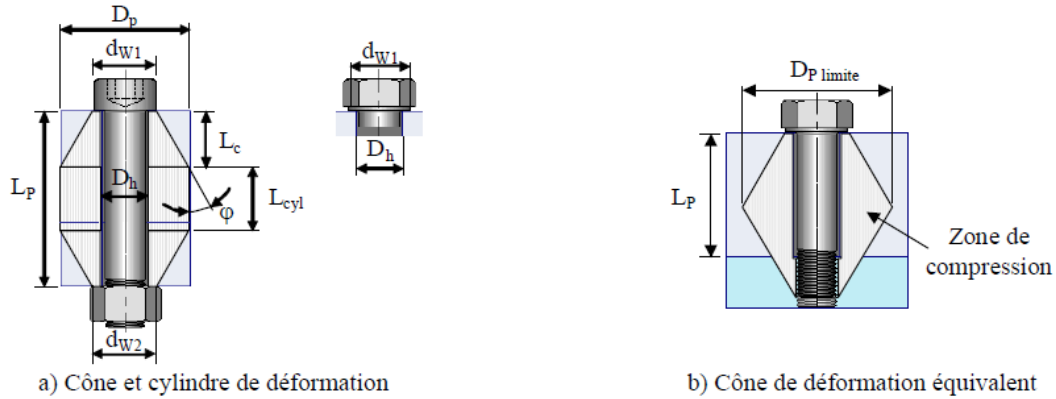 D_p
d_W1
L_P
D_h
L_c
L_cyl
φ
d_W2
d_W1
D_h
D_P limite
L_P
Zone de
compression
a) Cône et cylindre de déformation
b) Cône de déformation équivalent